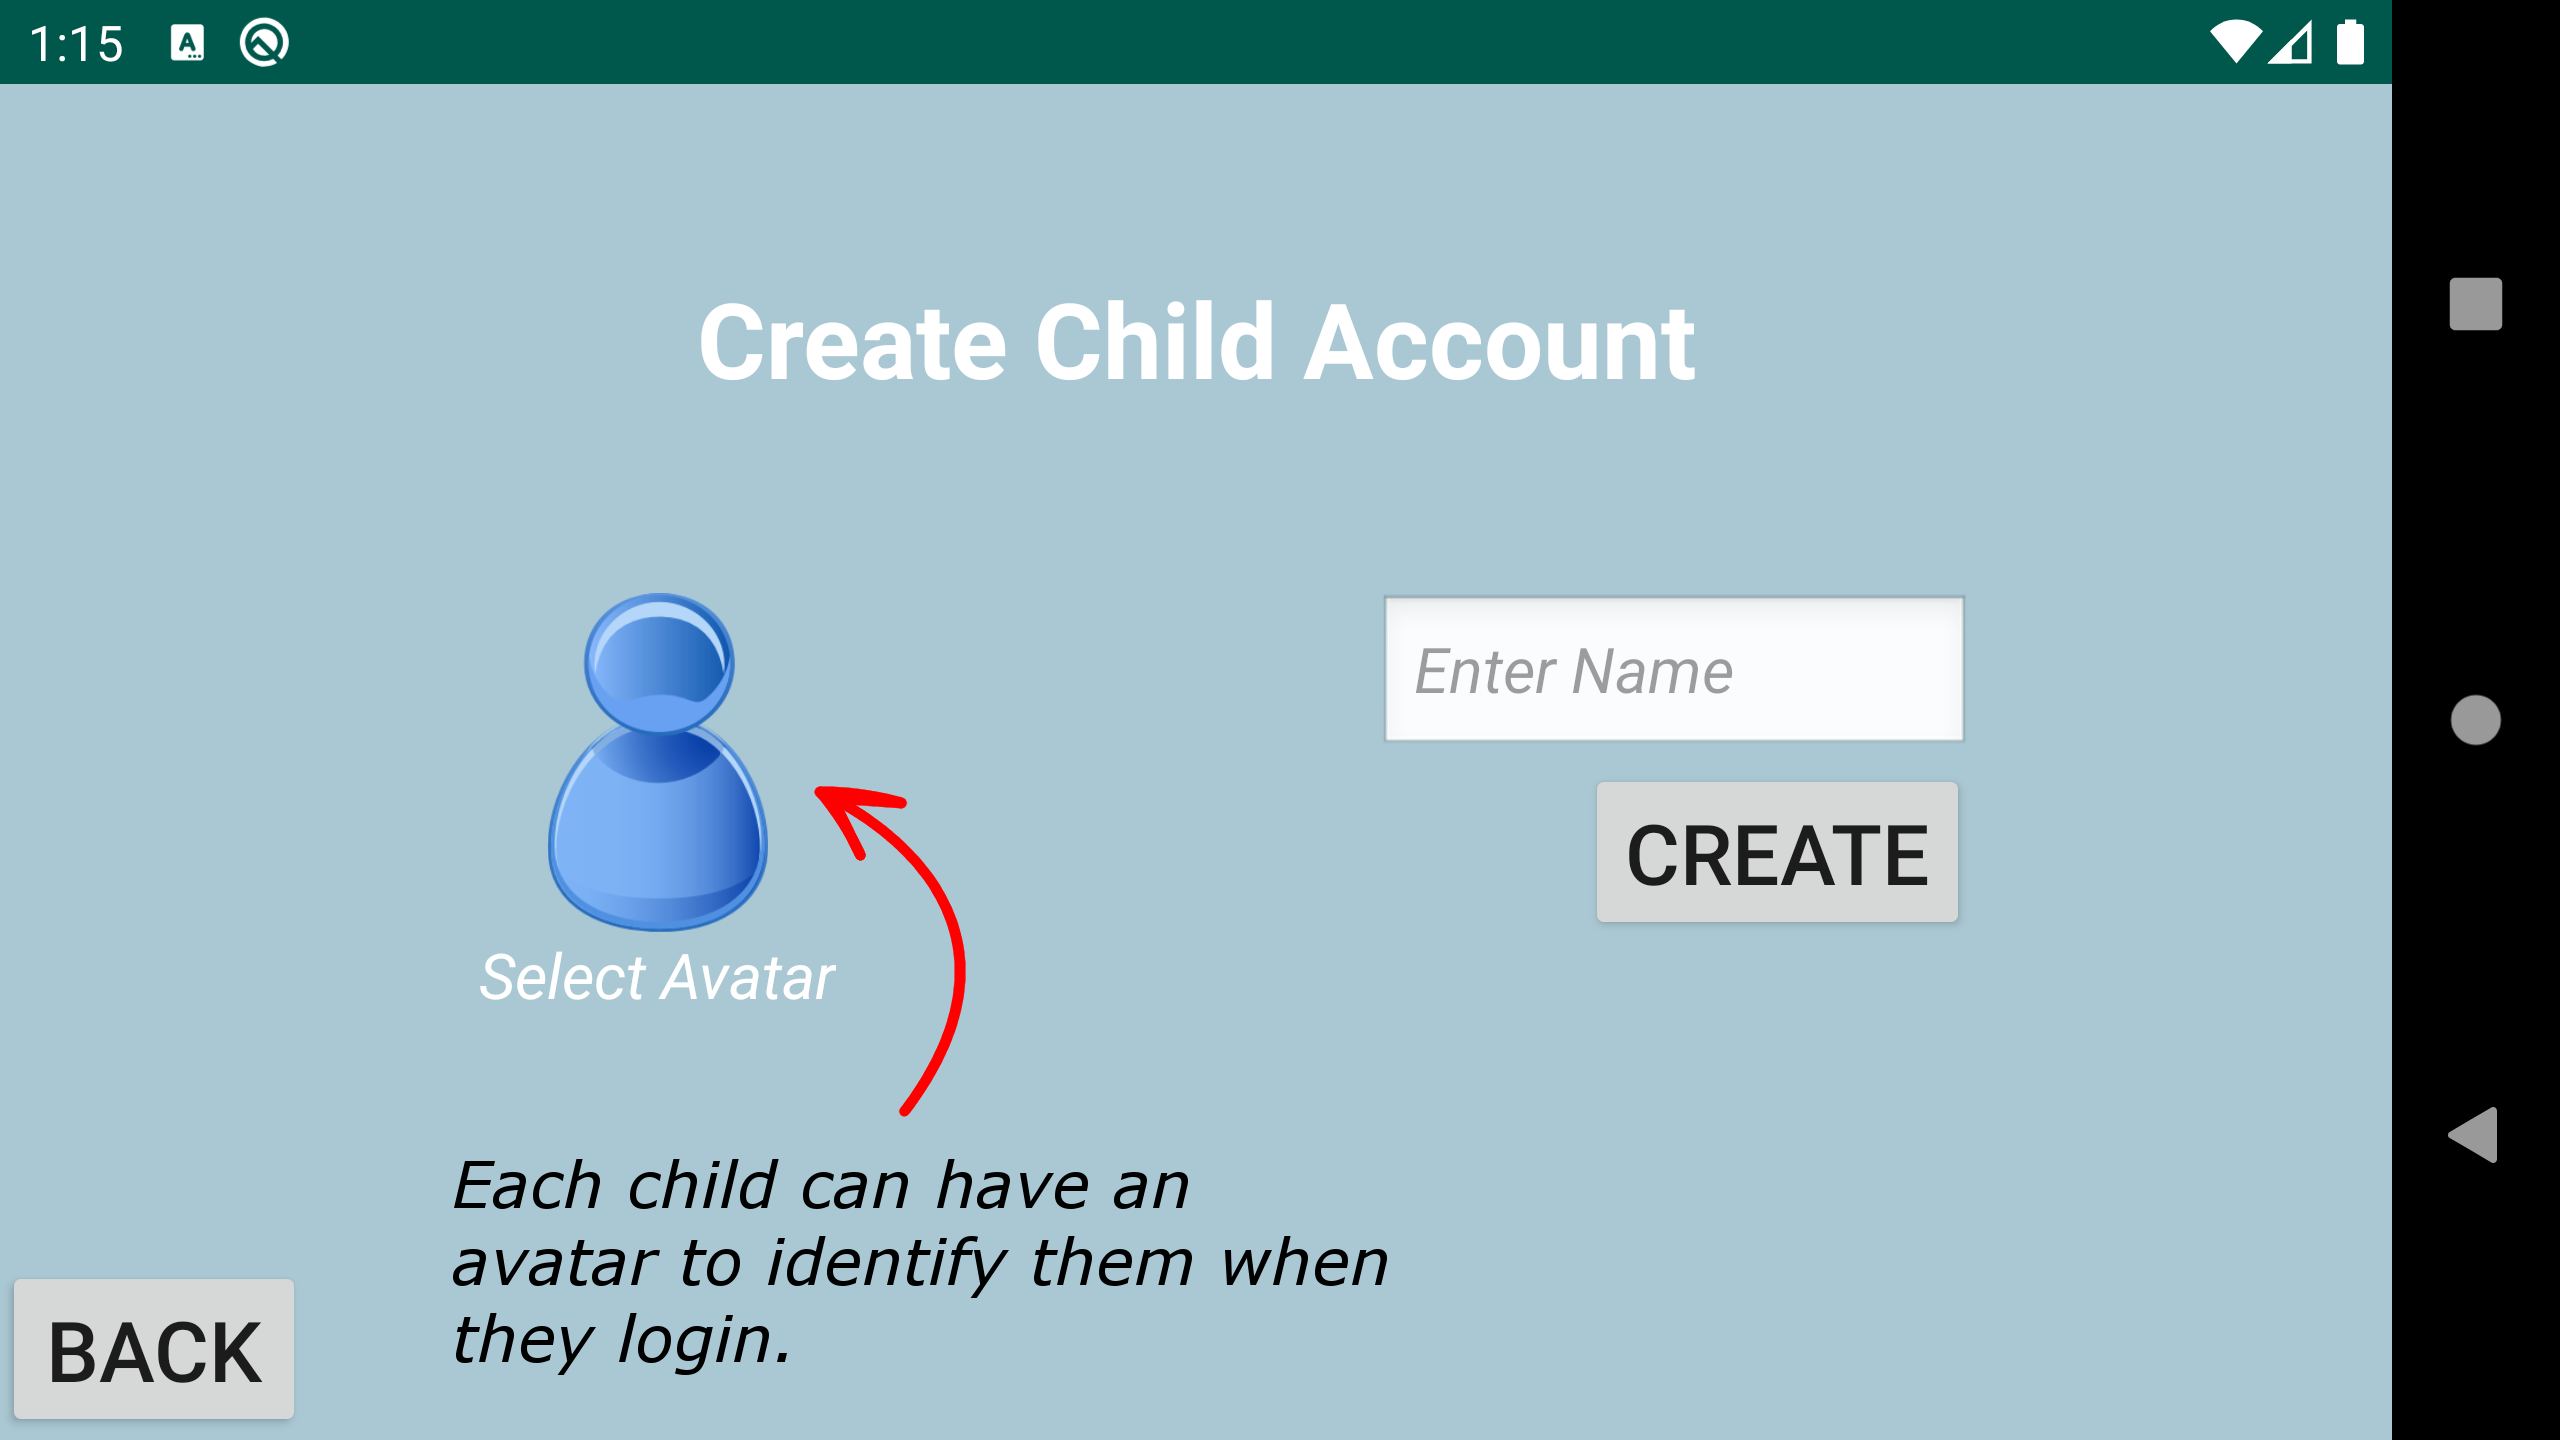 1:15
A
Create Child Account
Enter Name
CREATE
Select Avatar
Each child can have an
avatar to identify them when
they login.
BACK